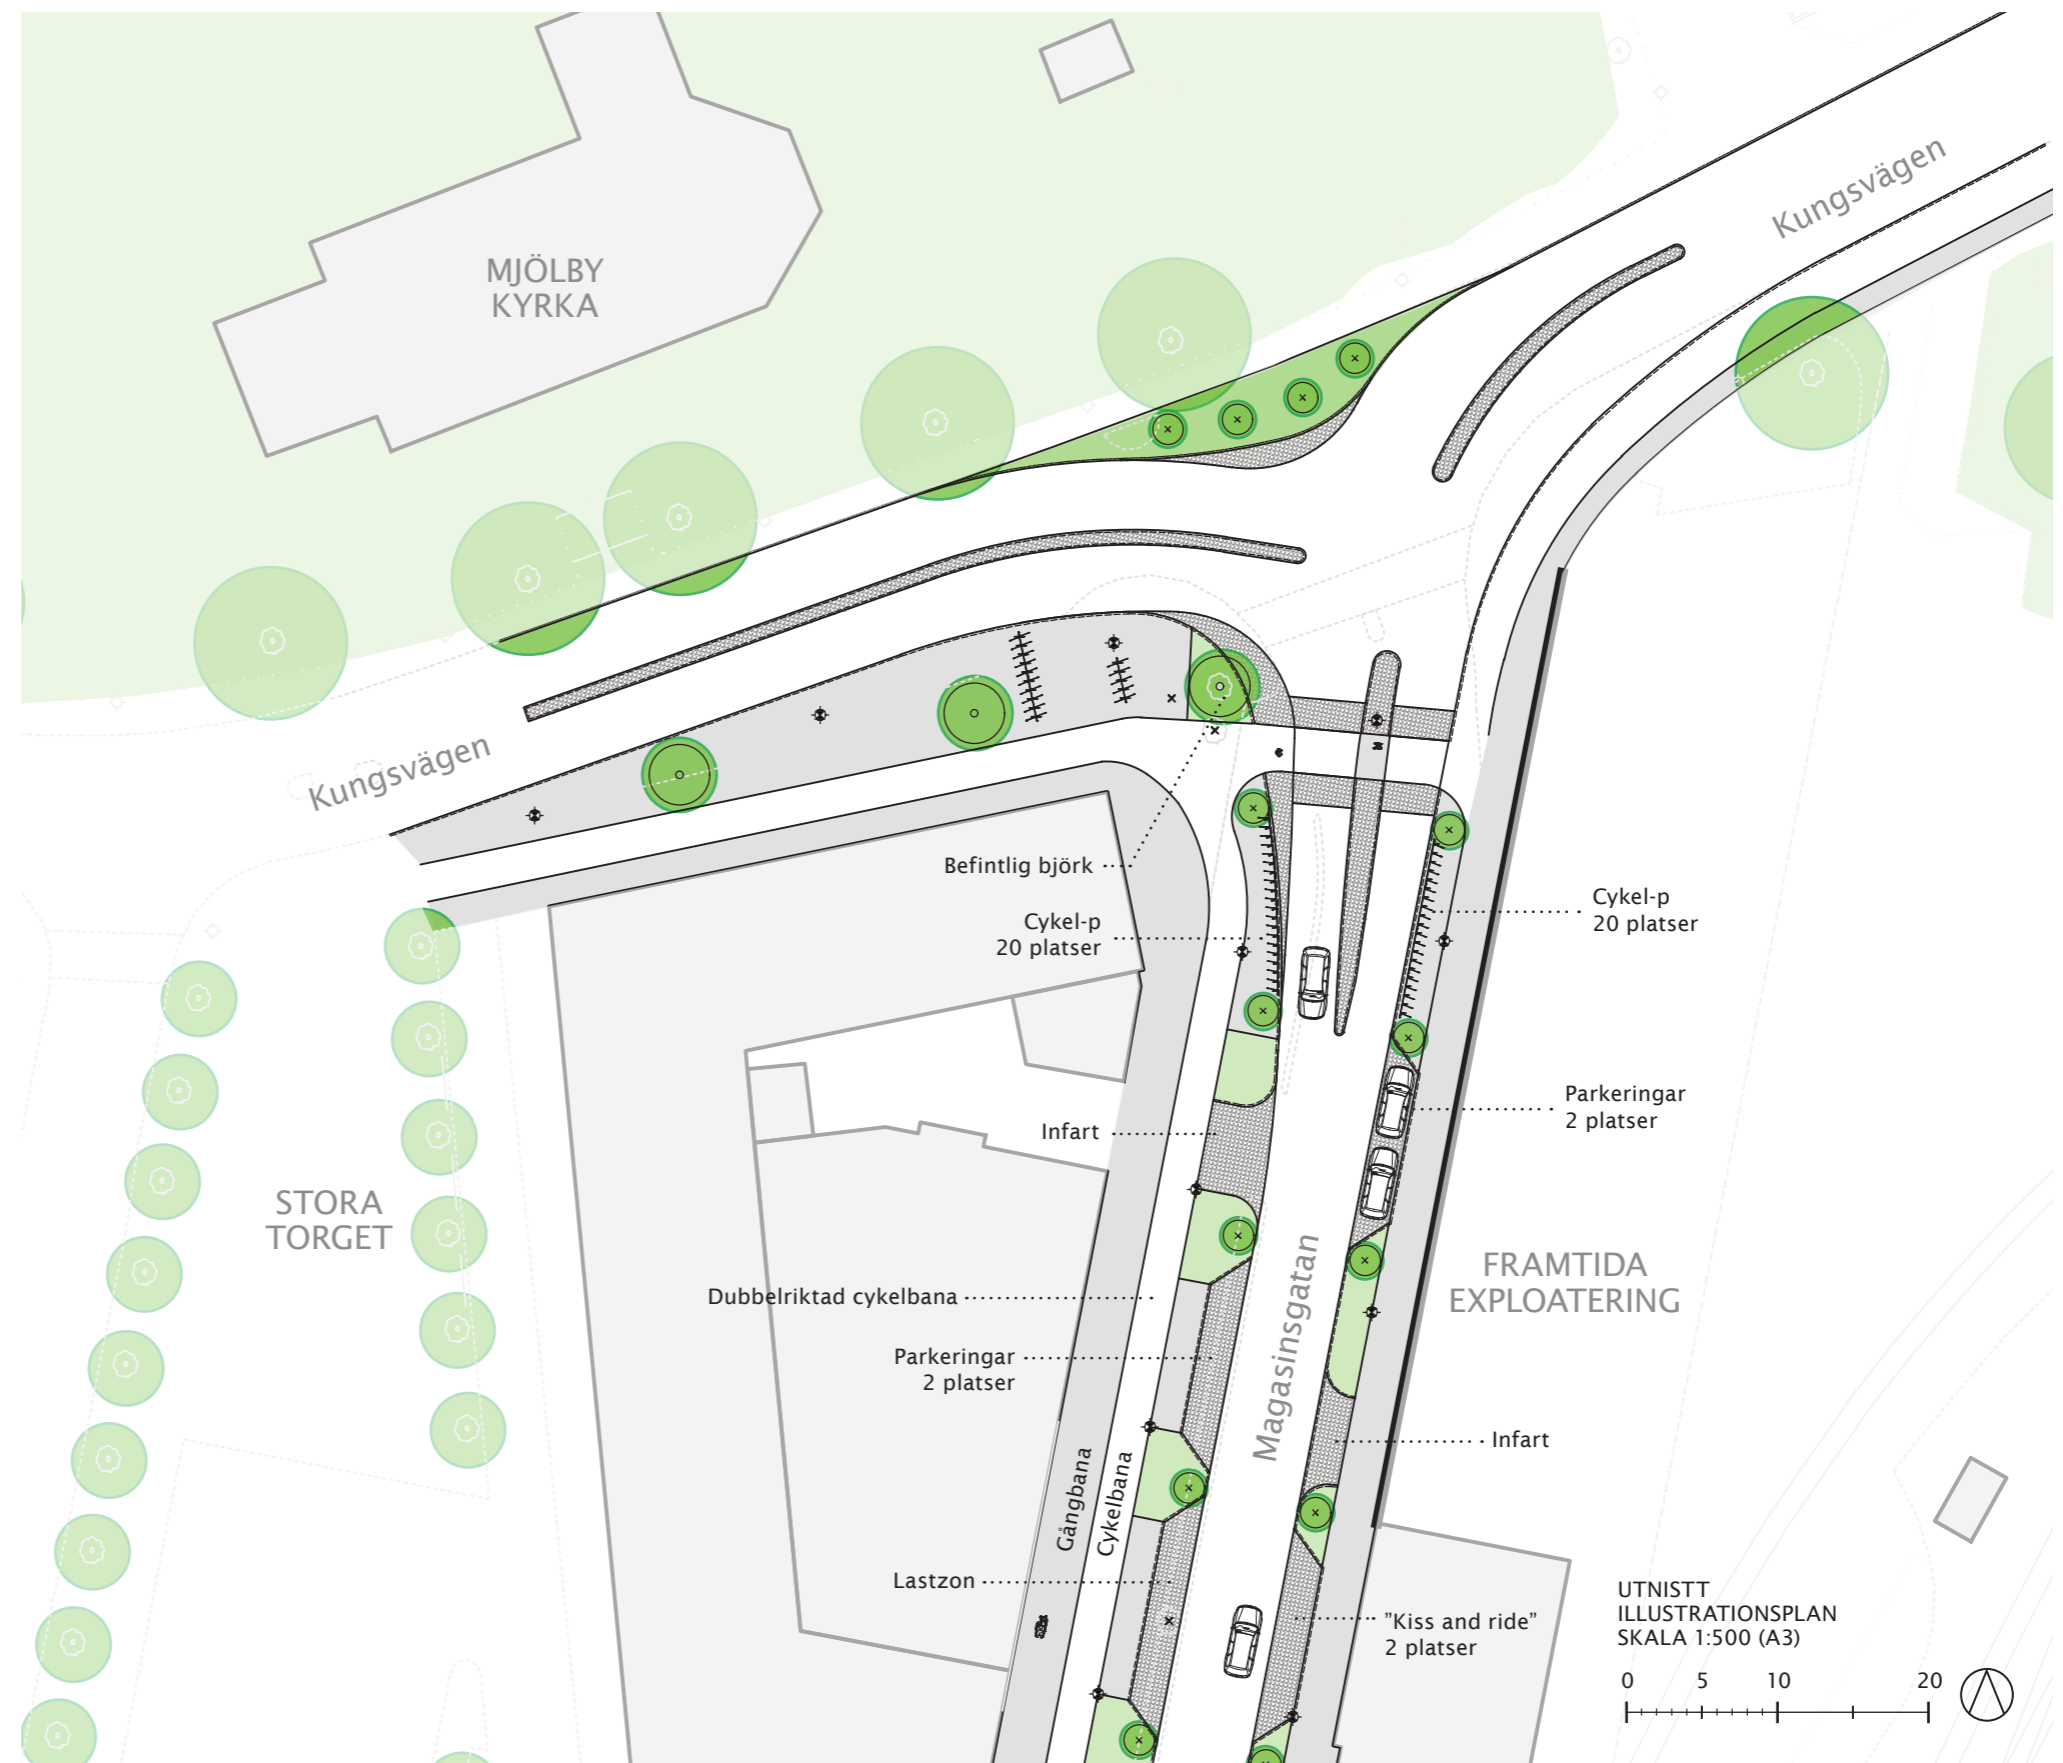 Kungsvägen
MJÖLBY
KYRKA
Kungsvägen
Befintlig björk
Cykel-p
20 platser
Cykel-p
20 platser
Parkeringar
2 platser
Infart
STORA
TORGET
Magasinsgatan
FRAMTIDA
EXPLOATERING
Dubbelriktad cykelbana
Parkeringar
2 platser
Infart
Gångbana
Cykelbana
Lastzon
"Kiss and ride"
2 platser
UTNISTT
ILLUSTRATIONSPLAN
SKALA 1:500 (A3)
0 5 10 20